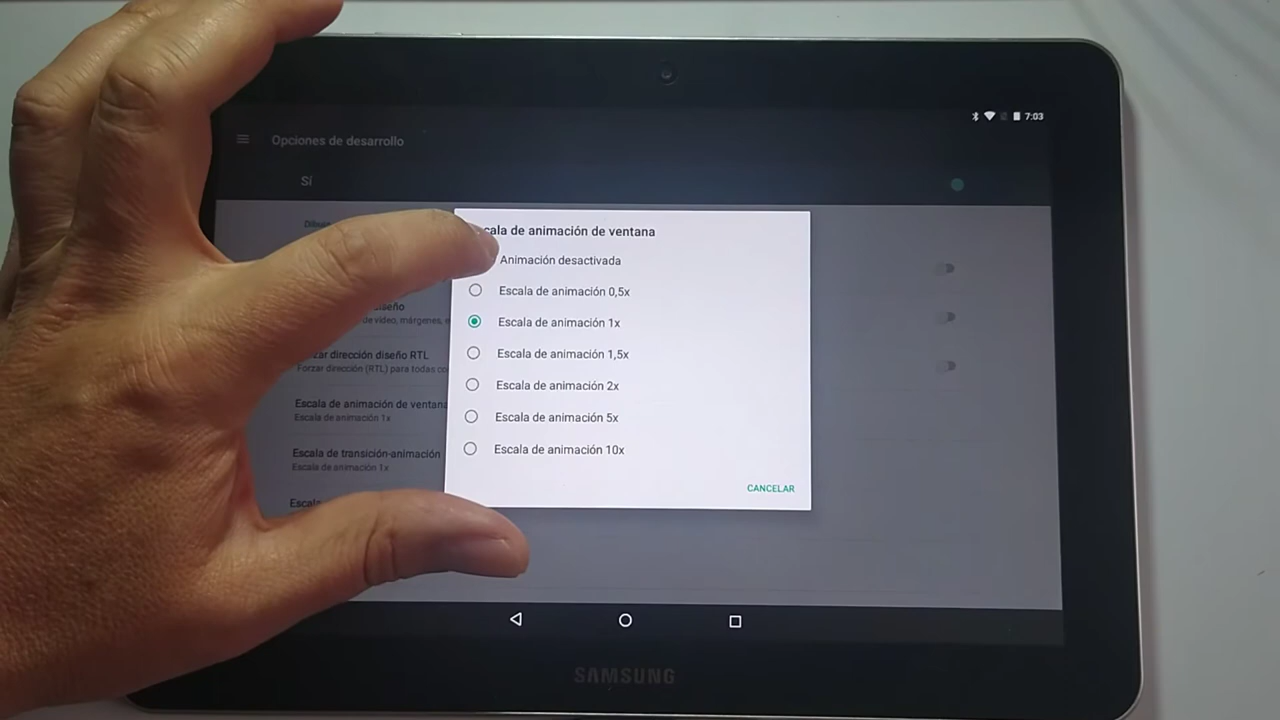 7:03
Opciones de desarrollo
Sí
cala de animación de ventana
Animación desactivada
Escala de animación 0,5x
Escala de animación 1x
Escala de animación 1,5x
Escala de animación 2x
Escala de animación 5x
Escala de animación 10x
CANCELAR
de vídeo, márgenes,
zar dirección diseño RTL
Forzar dirección (RTL) para todas
Escala de animación de ventana
Escala de animación 1x
Escala de transición-animación
Escala de animación 1x
Escala
SAMSUNG